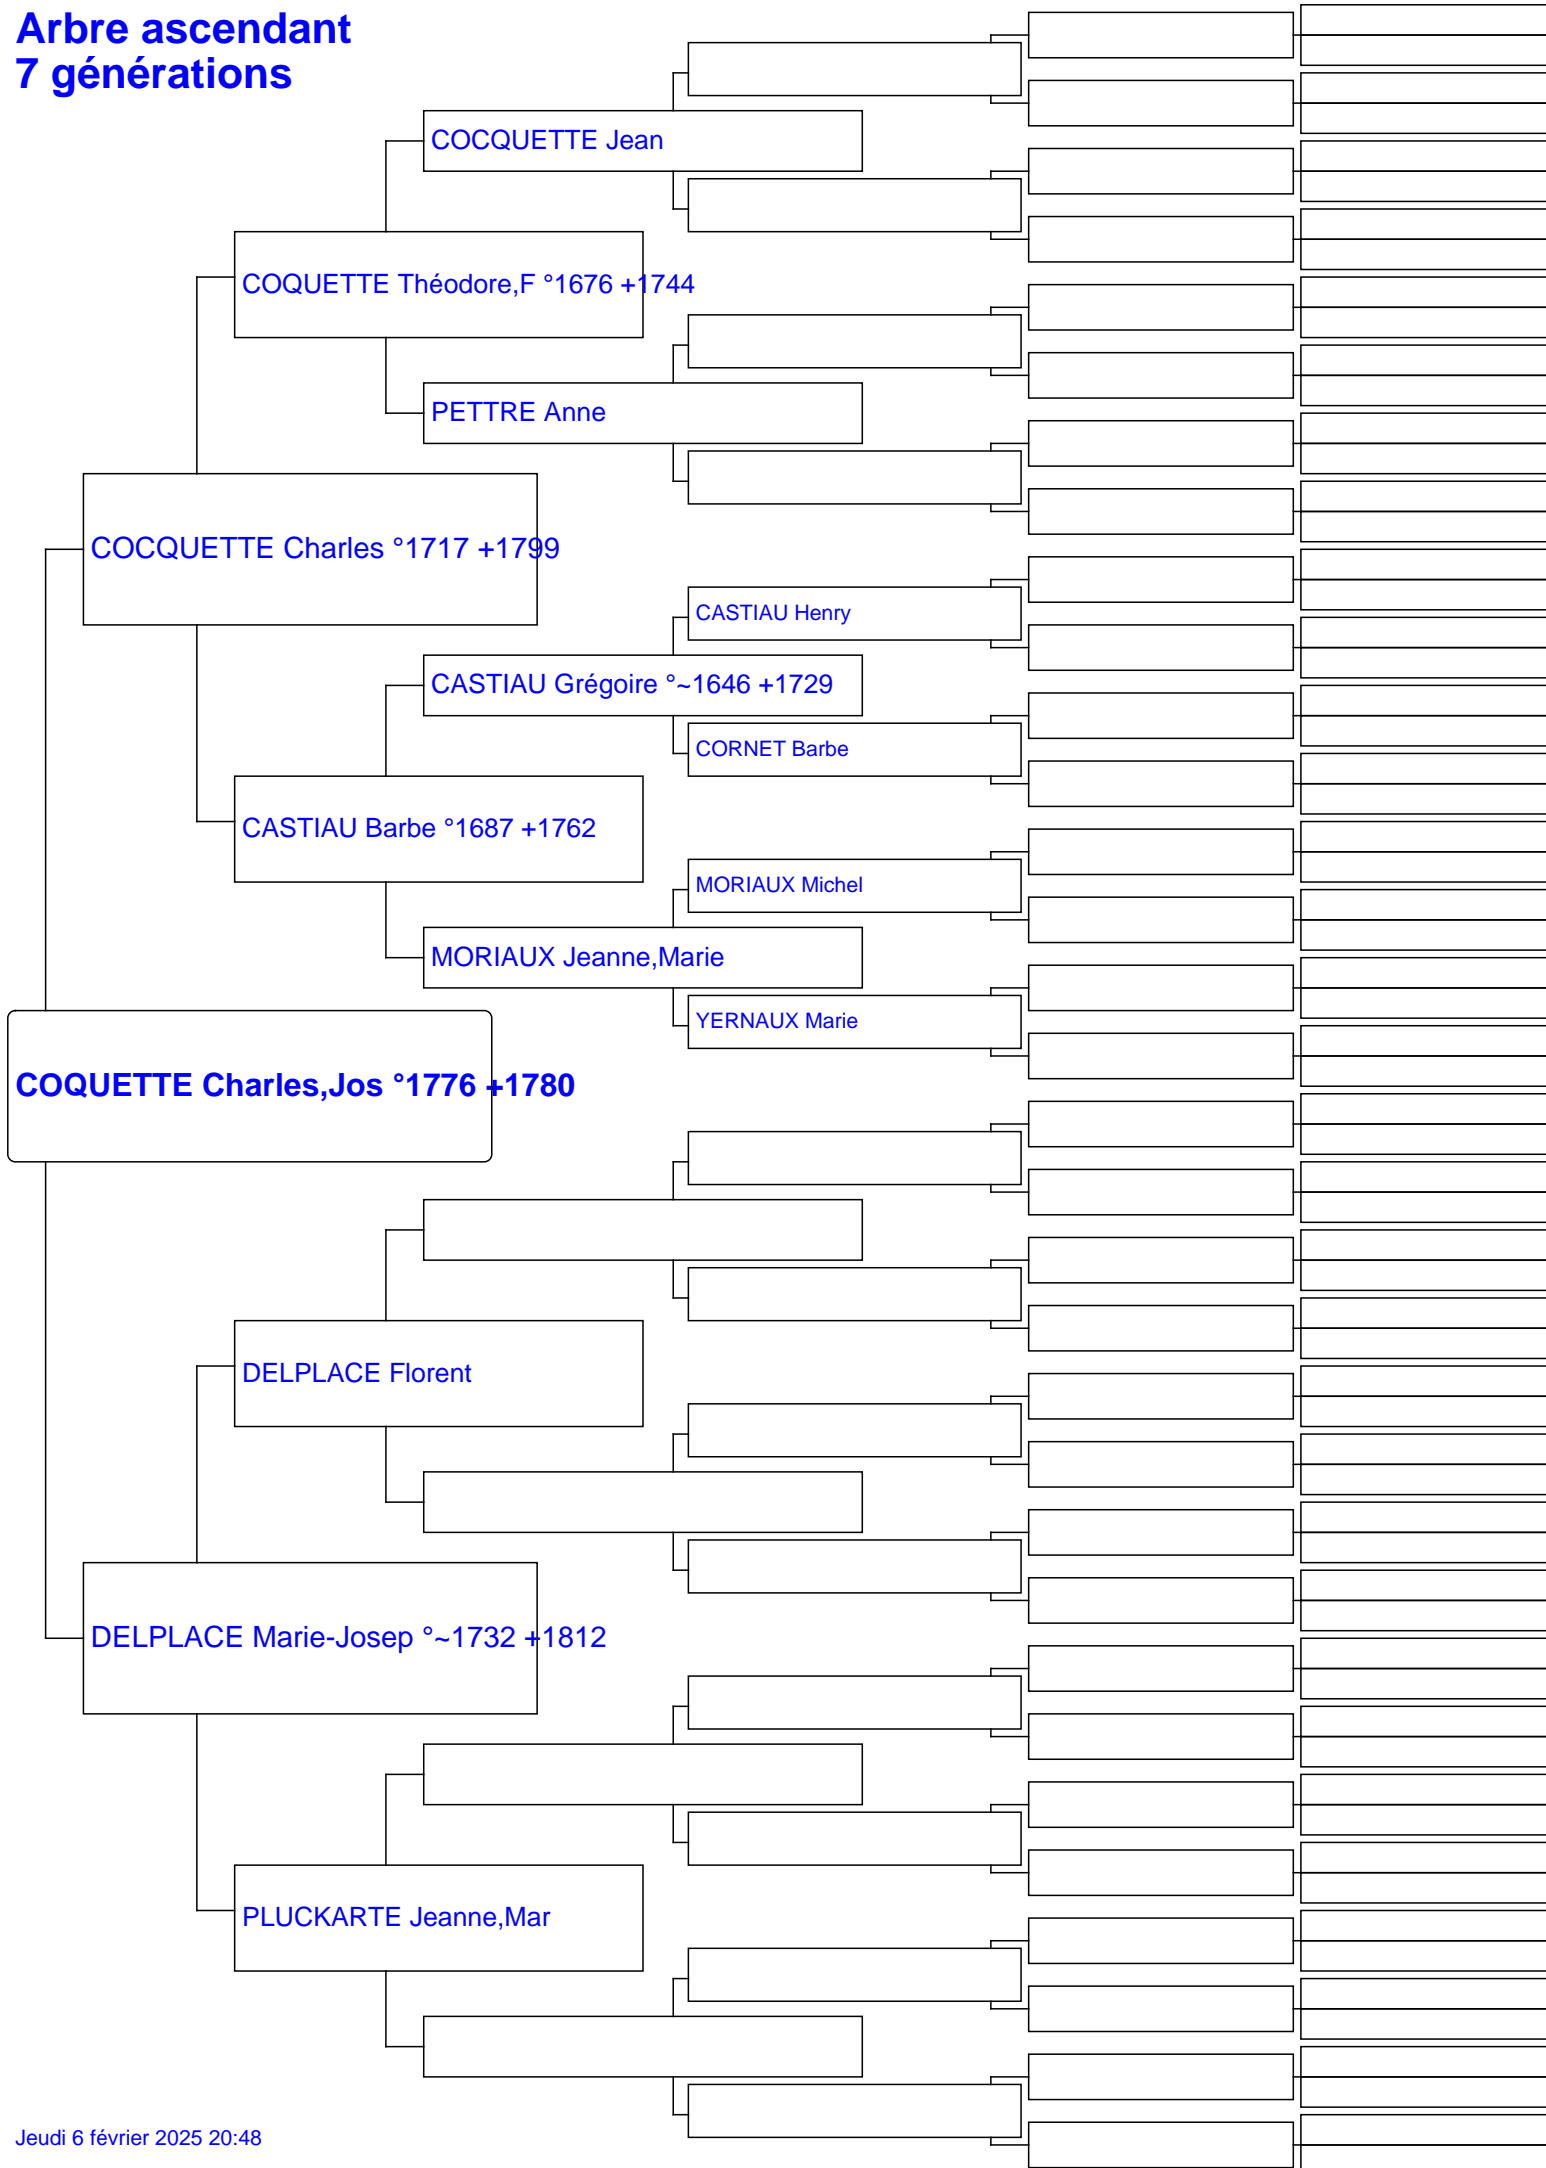 Arbre ascendant
7 générations
COCQUETTE Jean
COQUETTE Théodore,F °1676 +1744
PETTRE Anne
COCQUETTE Charles °1717 +1799
CASTIAU Henry
CASTIAU Grégoire °~1646 +1729
CORNET Barbe
CASTIAU Barbe °1687 +1762
MORIAUX Michel
MORIAUX Jeanne,Marie
YERNAUX Marie
COQUETTE Charles,Jos °1776 +1780
DELPLACE Florent
DELPLACE Marie-Josep °~1732 +1812
PLUCKARTE Jeanne,Mar
Jeudi 6 février 2025 20:48